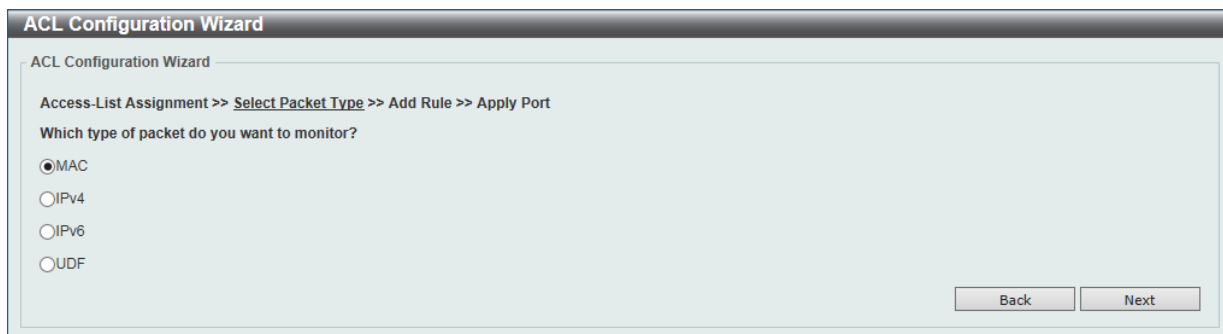 ACL Configuration Wizard
ACL Configuration Wizard
Access-List Assignment >> Select Packet Type >> Add Rule >> Apply Port
Which type of packet do you want to monitor?
MAC
IPv4
IPv6
UDF
Back Next